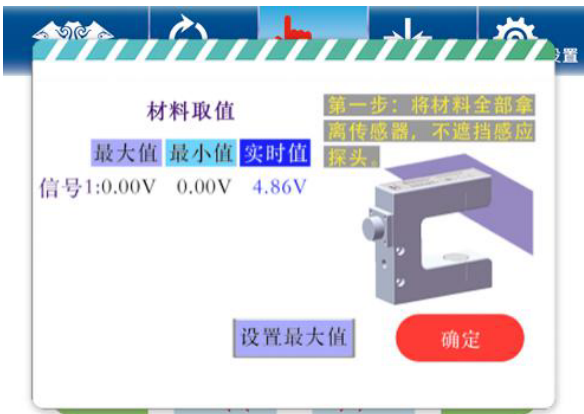 设置
材料取值
第一步：将材料全部拿
离传感器，不遮挡感应
探头。
最大值 最小值 实时值
信号1:0.00V 0.00V 4.86V
设置最大值
确定